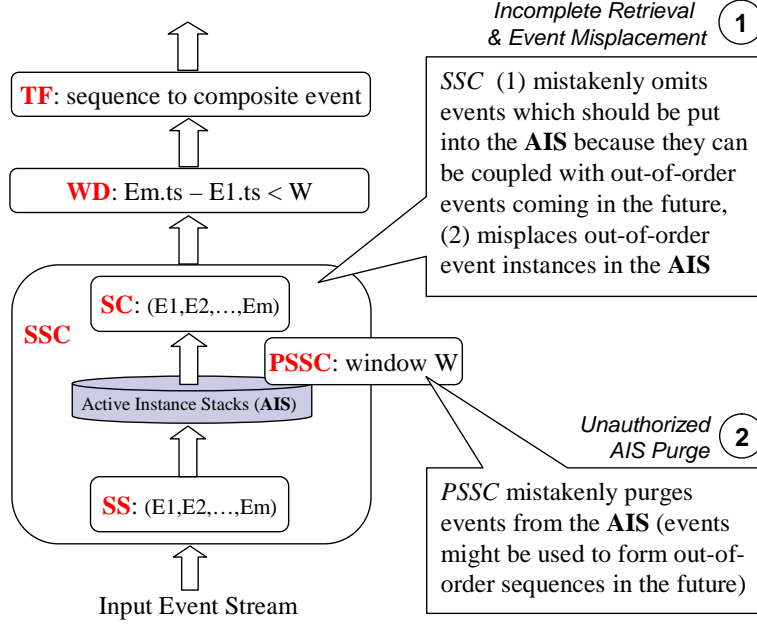 Incomplete Retrieval
& Event Misplacement
1
SSC (1) mistakenly omits
events which should be put
into the AIS because they can
be coupled with out-of-order
events coming in the future,
(2) misplaces out-of-order
event instances in the AIS
TF: sequence to composite event
WD: Em.ts – E1.ts < W
SC: (E1,E2,…,Em)
SSC
PSSC: window W
Active Instance Stacks (AIS)
SS: (E1,E2,…,Em)
Input Event Stream
Unauthorized
AIS Purge
2
PSSC mistakenly purges
events from the AIS (events
might be used to form out-of-
order sequences in the future)